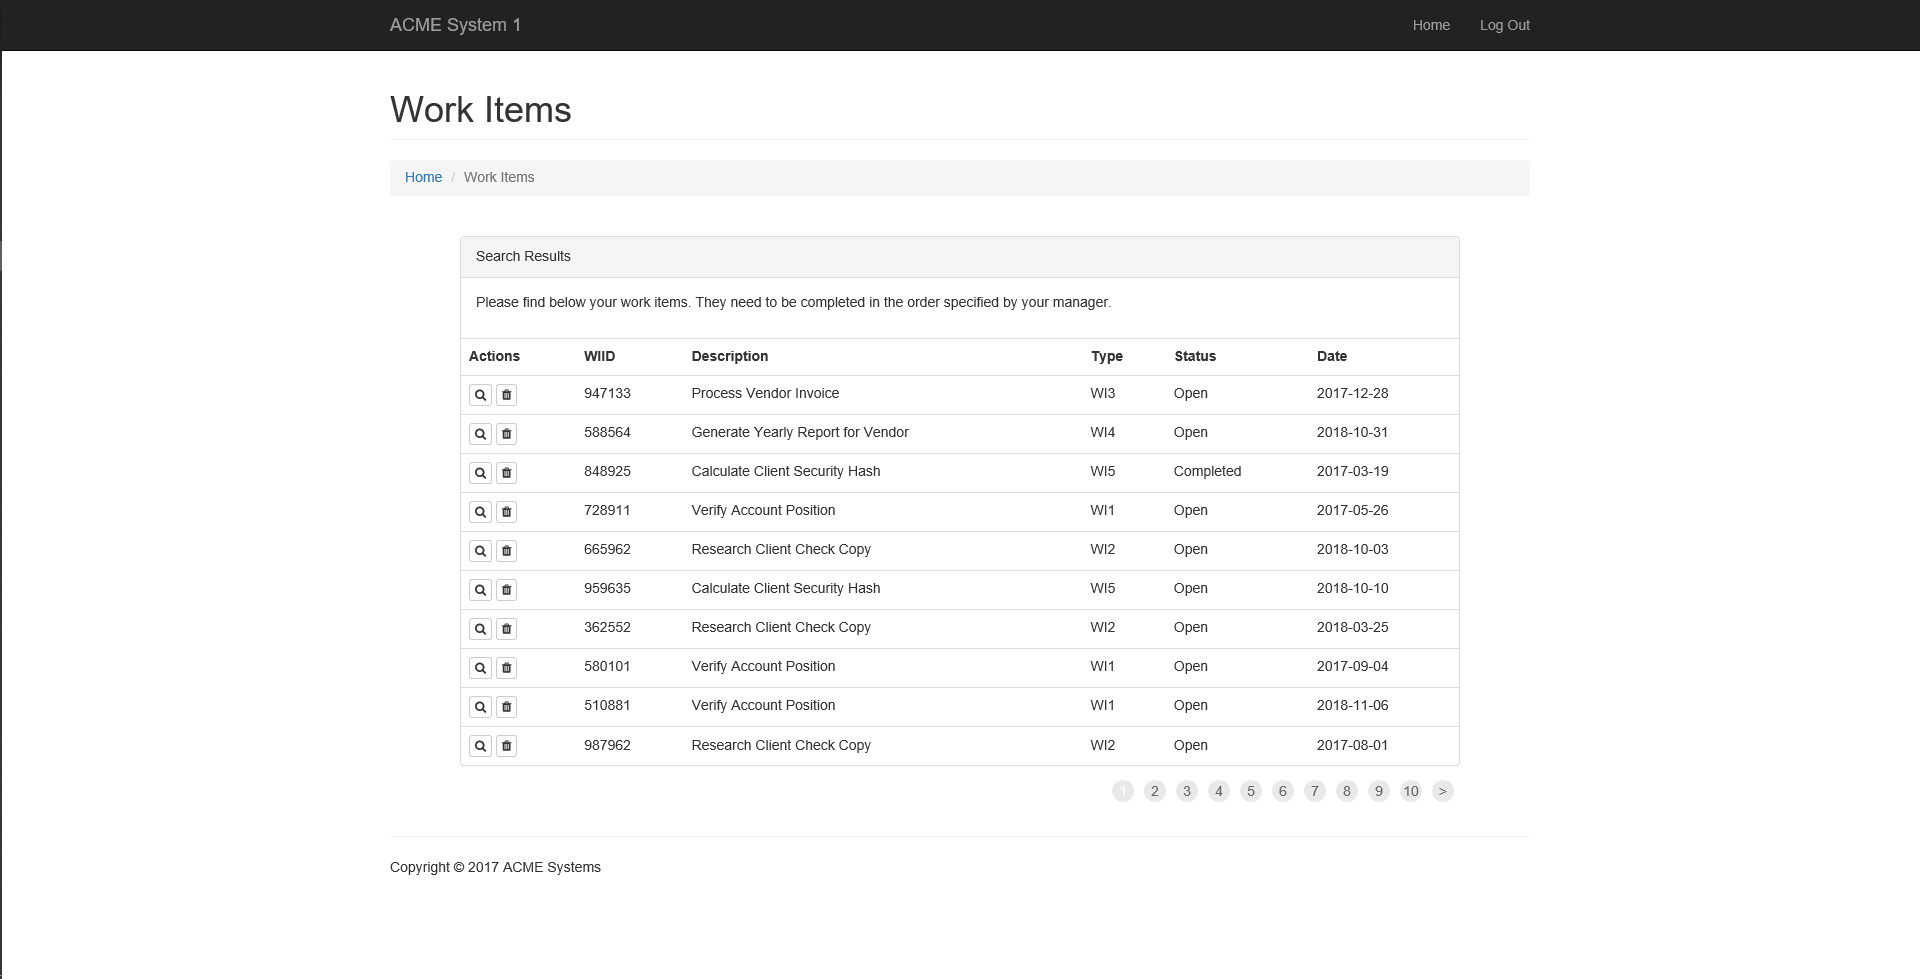 ACME System 1 Home Log Out
Work Items
Home / Work Items
Search Results
Please find below your work items. They need to be completed in the order specified by your manager.
Actions WIID Description Type Status Date
947133 Process Vendor Invoice WI3 Open 2017-12-28
588564 Generate Yearly Report for Vendor WI4 Open 2018-10-31
848925 Calculate Client Security Hash WI5 Completed 2017-03-19
728911 Verify Account Position WI1 Open 2017-05-26
665962 Research Client Check Copy WI2 Open 2018-10-03
959635 Calculate Client Security Hash WI5 Open 2018-10-10
362552 Research Client Check Copy WI2 Open 2018-03-25
580101 Verify Account Position WI1 Open 2017-09-04
510881 Verify Account Position WI1 Open 2018-11-06
987962 Research Client Check Copy WI2 Open 2017-08-01
1 2 3 4 5 6 7 8 9 10 >
Copyright © 2017 ACME Systems